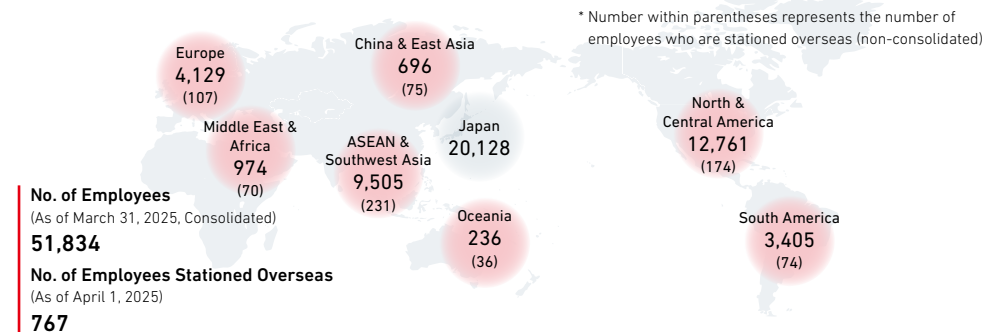 * Number within parentheses represents the number of
employees who are stationed overseas (non-consolidated)
Europe
4,129
(107)
China & East Asia
696
(75)
Middle East &
Africa
974
(70)
ASEAN &
Southwest Asia
9,505
(231)
Japan
20,128
Oceania
236
(36)
North &
Central America
12,761
(174)
South America
3,405
(74)
No. of Employees
(As of March 31, 2025, Consolidated)
51,834
No. of Employees Stationed Overseas
(As of April 1, 2025)
767